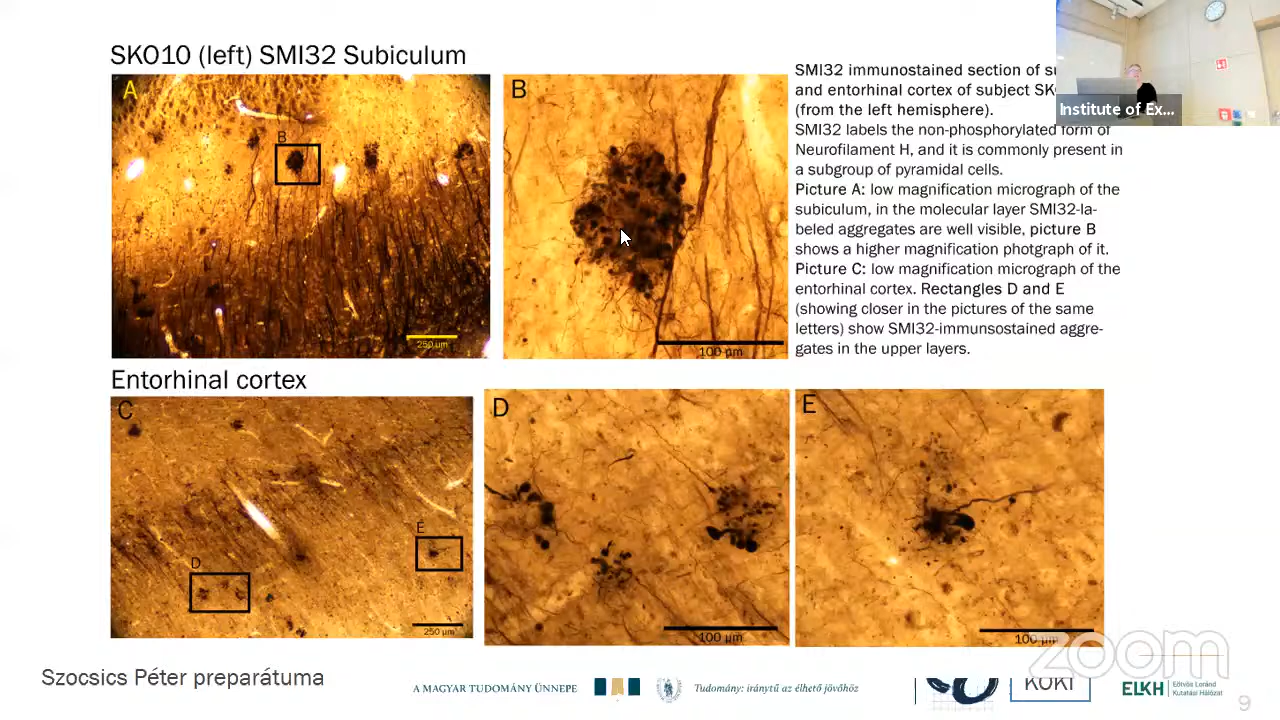 SKO10 (left) SMI32 Subiculum
A
B
250 µm
B
100 µm
SMI32 immunostained section of
and entorhinal cortex of subject
(from the left hemisphere).
SMI32 labels the non-phosphorylated form of
Neurofilament H, and it is commonly present in
a subgroup of pyramidal cells.
Picture A: low magnification micrograph of the
subiculum, in the molecular layer SMI32-la-
beled aggregates are well visible, picture B
shows a higher magnification photgraph of it.
Picture C: low magnification micrograph of the
entorhinal cortex. Rectangles D and E
(showing closer in the pictures of the same
letters) show SMI32-immunsostained aggre-
gates in the upper layers.
Institute of Ex...
Entorhinal cortex
C
D
E
250 µm
D
100 µm
E
100 µm
zoom
Szocsics Péter preparátuma
A MAGYAR TUDOMÁNY ÜNNEPE
Tudomány: iránytű az élhető jövőhöz
KOKI
ELKH
Eötvös Loránd
Kutatási Hálózat
9